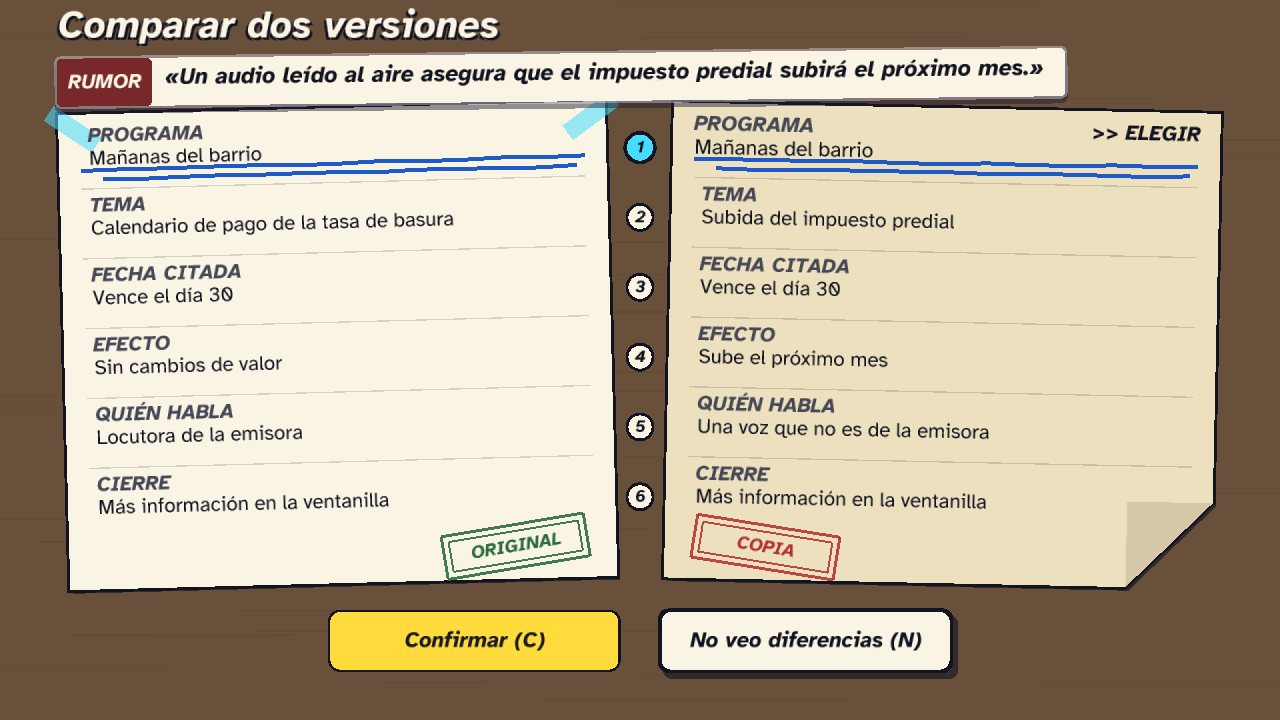 Comparar dos versiones
RUMOR
«Un audio leído al aire asegura que el impuesto predial subirá el próximo mes.»
PROGRAMA
Mañanas del barrio
TEMA
Calendario de pago de la tasa de basura
FECHA CITADA
Vence el día 30
EFECTO
Sin cambios de valor
QUIÉN HABLA
Locutora de la emisora
CIERRE
Más información en la ventanilla
ORIGINAL
1
2
3
4
5
6
>> ELEGIR
PROGRAMA
Mañanas del barrio
TEMA
Subida del impuesto predial
FECHA CITADA
Vence el día 30
EFECTO
Sube el próximo mes
QUIÉN HABLA
Una voz que no es de la emisora
CIERRE
Más información en la ventanilla
COPIA
Confirmar (C)
No veo diferencias (N)